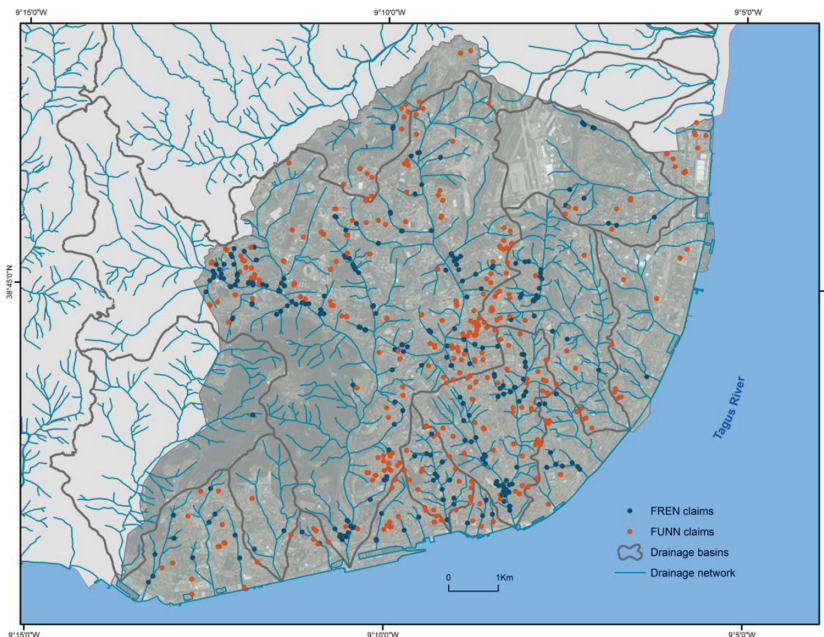 9°15'0"W
9°10'0"W
9°5'0"W
38°45'0"N
Tagus River
FREN claims
FUNN claims
Drainage basins
Drainage network
0 1Km
9°15'0"W
9°10'0"W
9°5'0"W